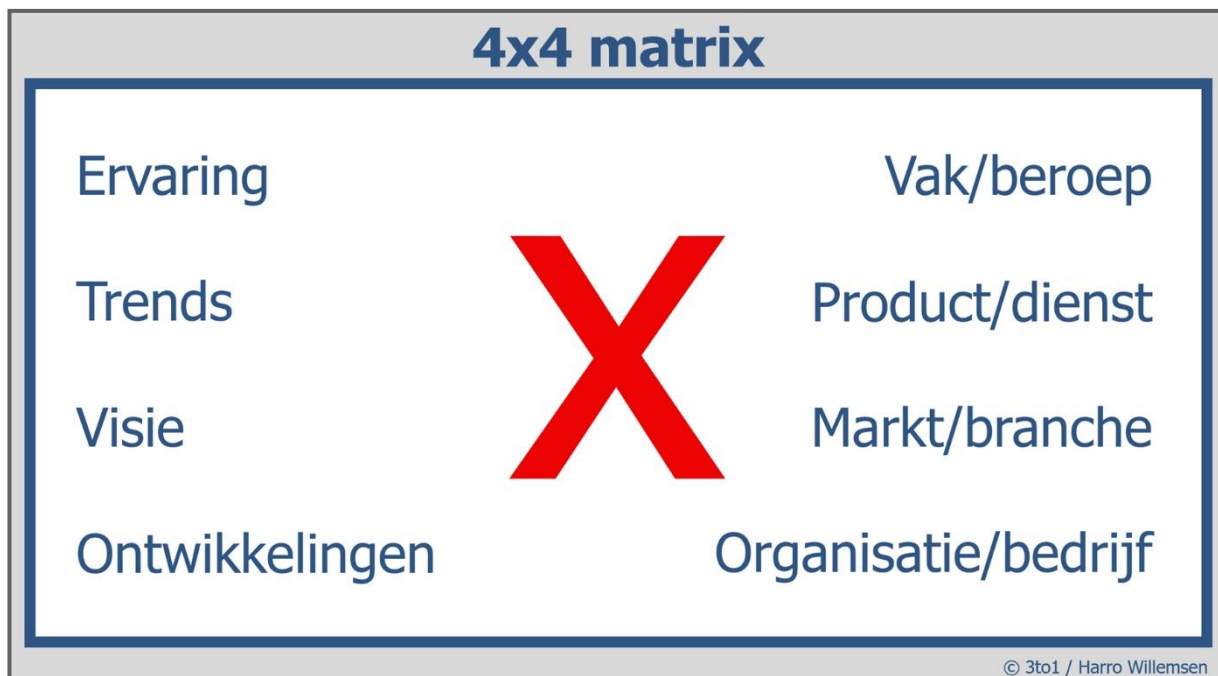 4x4 matrix
Ervaring
Vak/beroep
Trends
Product/dienst
X
Visie
Markt/branche
Ontwikkelingen
Organisatie/bedrijf
© 3to1 / Harro Willemsen